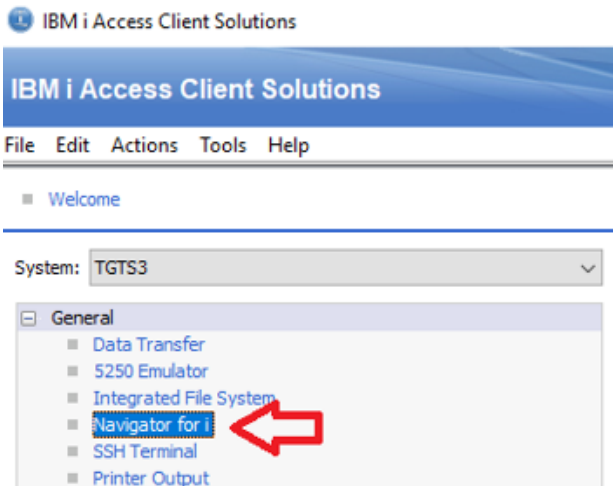 IBM i Access Client Solutions
IBM i Access Client Solutions
File Edit Actions Tools Help
Welcome
System: TGTS3
General
Data Transfer
5250 Emulator
Integrated File System
Navigator for i
SSH Terminal
Printer Output